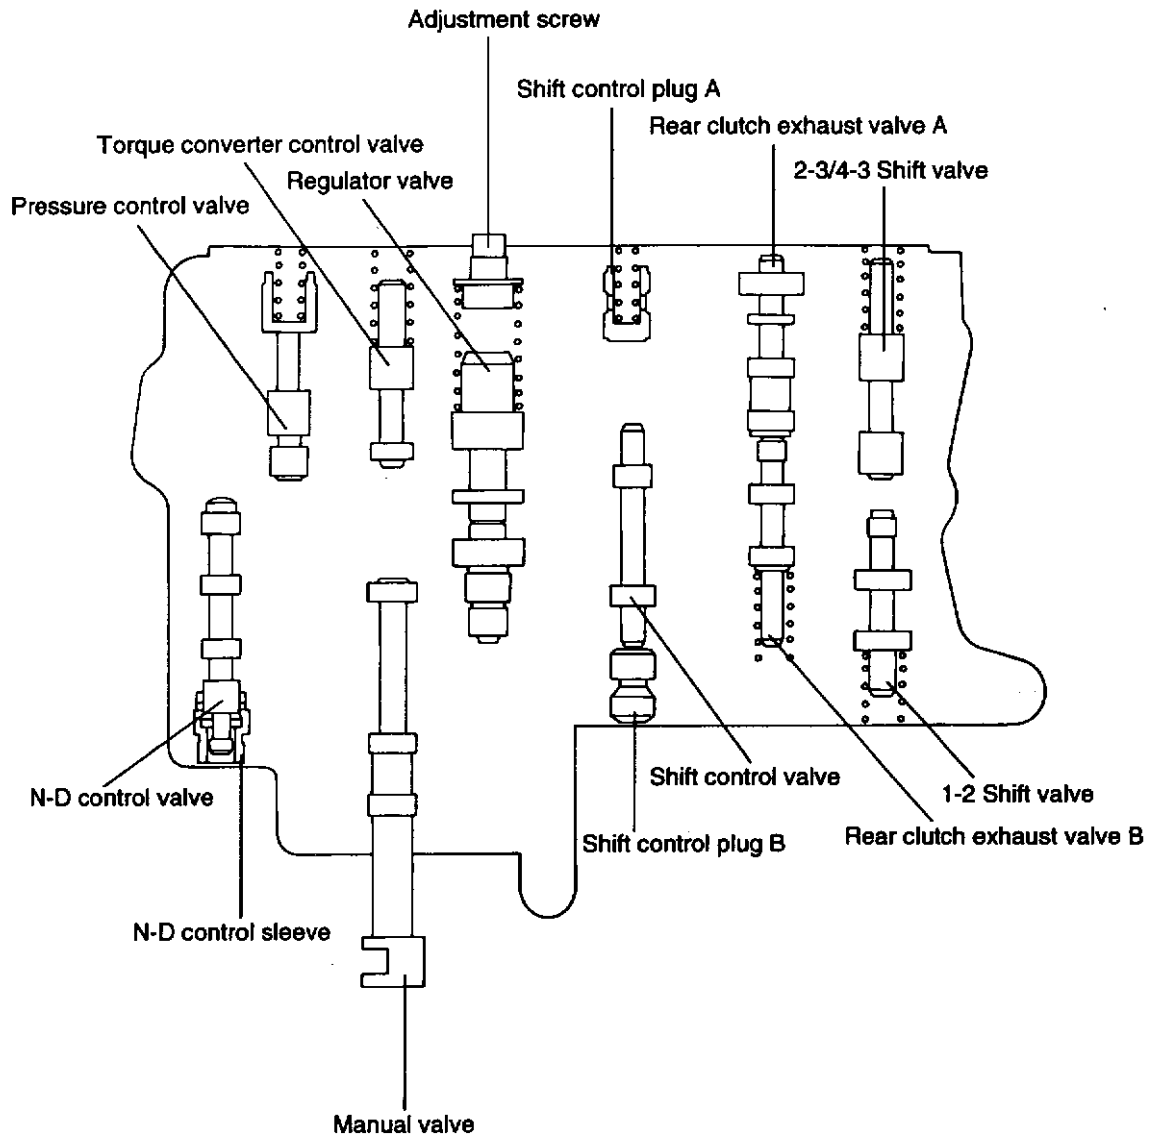 Adjustment screw
Shift control plug A
Rear clutch exhaust valve A
Torque converter control valve
2-3/4-3 Shift valve
Regulator valve
Pressure control valve
N-D control valve
Shift control valve
1-2 Shift valve
Shift control plug B
Rear clutch exhaust valve B
N-D control sleeve
Manual valve